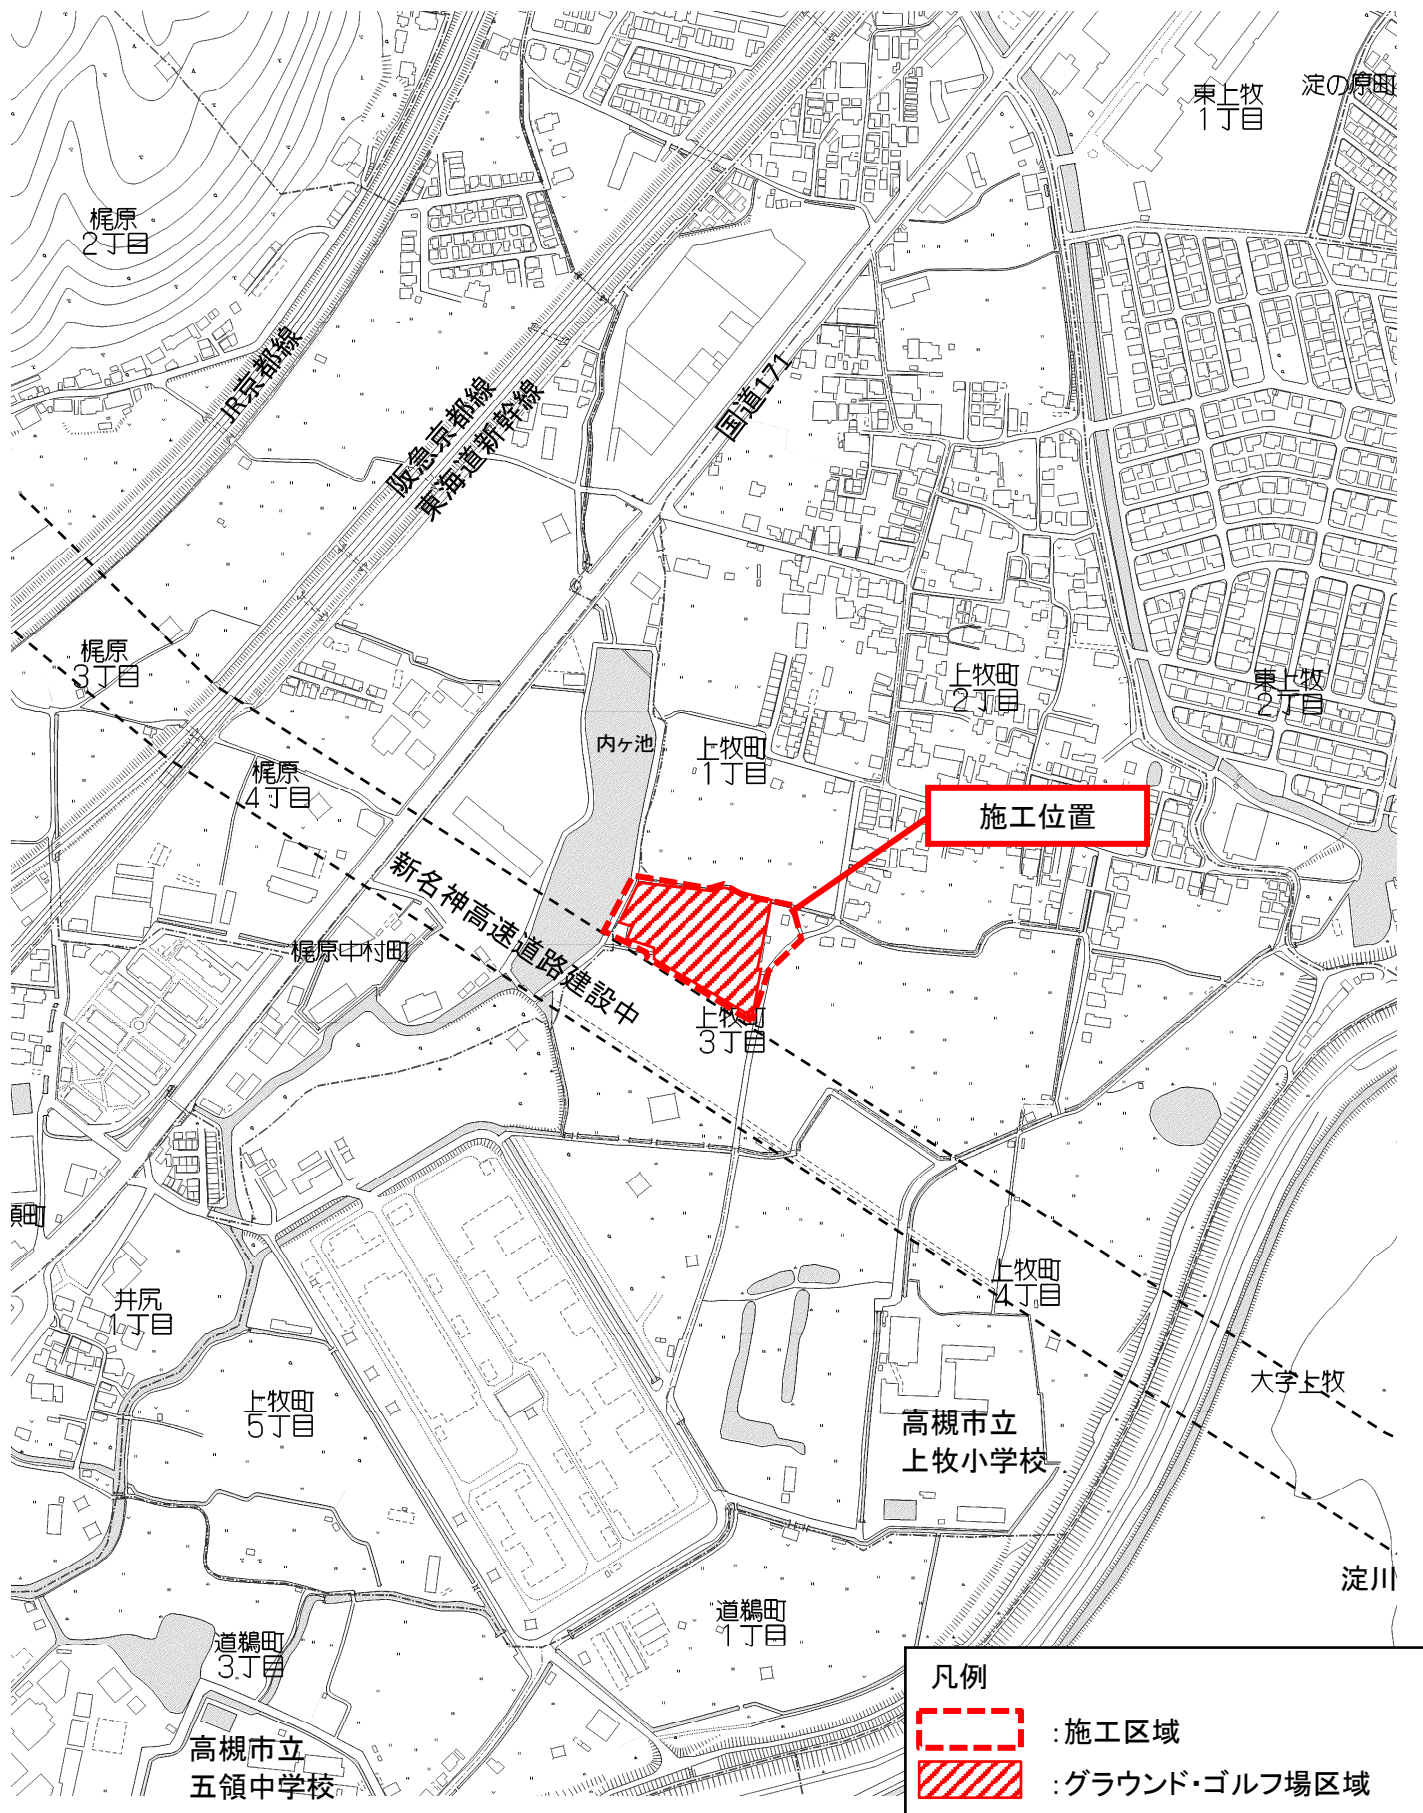 東上牧
1丁目
淀の原町
梶原
2丁目
JR京都線
阪急京都線
東海道新幹線
国道171
梶原
3丁目
上牧町
2丁目
東上牧
2丁目
内ヶ池
上牧町
1丁目
梶原
4丁目
施工位置
新名神高速道路建設中
梶原中村町
上牧町
3丁目
上牧町
4丁目
井尻
1丁目
大字上牧
上牧町
5丁目
高槻市立
上牧小学校
淀川
道鵜町
1丁目
道鵜町
3丁目
高槻市立
五領中学校
凡例
:施工区域
:グラウンド・ゴルフ場区域